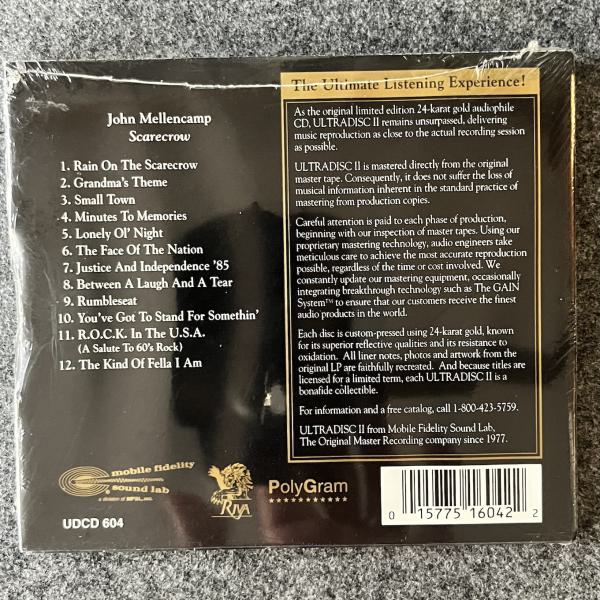 John Mellencamp
Scarecrow
1. Rain On The Scarecrow
2. Grandma's Theme
3. Small Town
4. Minutes To Memories
5. Lonely Ol' Night
6. The Face Of The Nation
7. Justice And Independence '85
8. Between A Laugh And A Tear
9. Rumbleseat
10. You've Got To Stand For Somethin'
11. R.O.C.K. In The U.S.A.
(A Salute To 60's Rock)
12. The Kind Of Fella I Am
The Ultimate Listening Experience!
As the original limited edition 24-karat gold audiophile
CD, ULTRADISC II remains unsurpassed, delivering
music reproduction as close to the actual recording session
as possible.
ULTRADISC II is mastered directly from the original
master tape. Consequently, it does not suffer the loss of
musical information inherent in the standard practice of
mastering from production copies.
Careful attention is paid to each phase of production,
beginning with our inspection of master tapes. Using our
proprietary mastering technology, audio engineers take
meticulous care to achieve the most accurate reproduction
possible, regardless of the time or cost involved. We
constantly update our mastering equipment, occasionally
integrating breakthrough technology such as The GAIN
System™ to ensure that our customers receive the finest
audio products in the world.
Each disc is custom-pressed using 24-karat gold, known
for its superior reflective qualities and its resistance to
oxidation. All liner notes, photos and artwork from the
original LP are faithfully recreated. And because titles are
licensed for a limited term, each ULTRADISC II is a
bonafide collectible.
For information and a free catalog, call 1-800-423-5759.
ULTRADISC II from Mobile Fidelity Sound Lab,
The Original Master Recording company since 1977.
mobile fidelity
sound lab
a division of MFSL, inc.
UDCD 604
RIVA
PolyGram
0 15775 16042 2